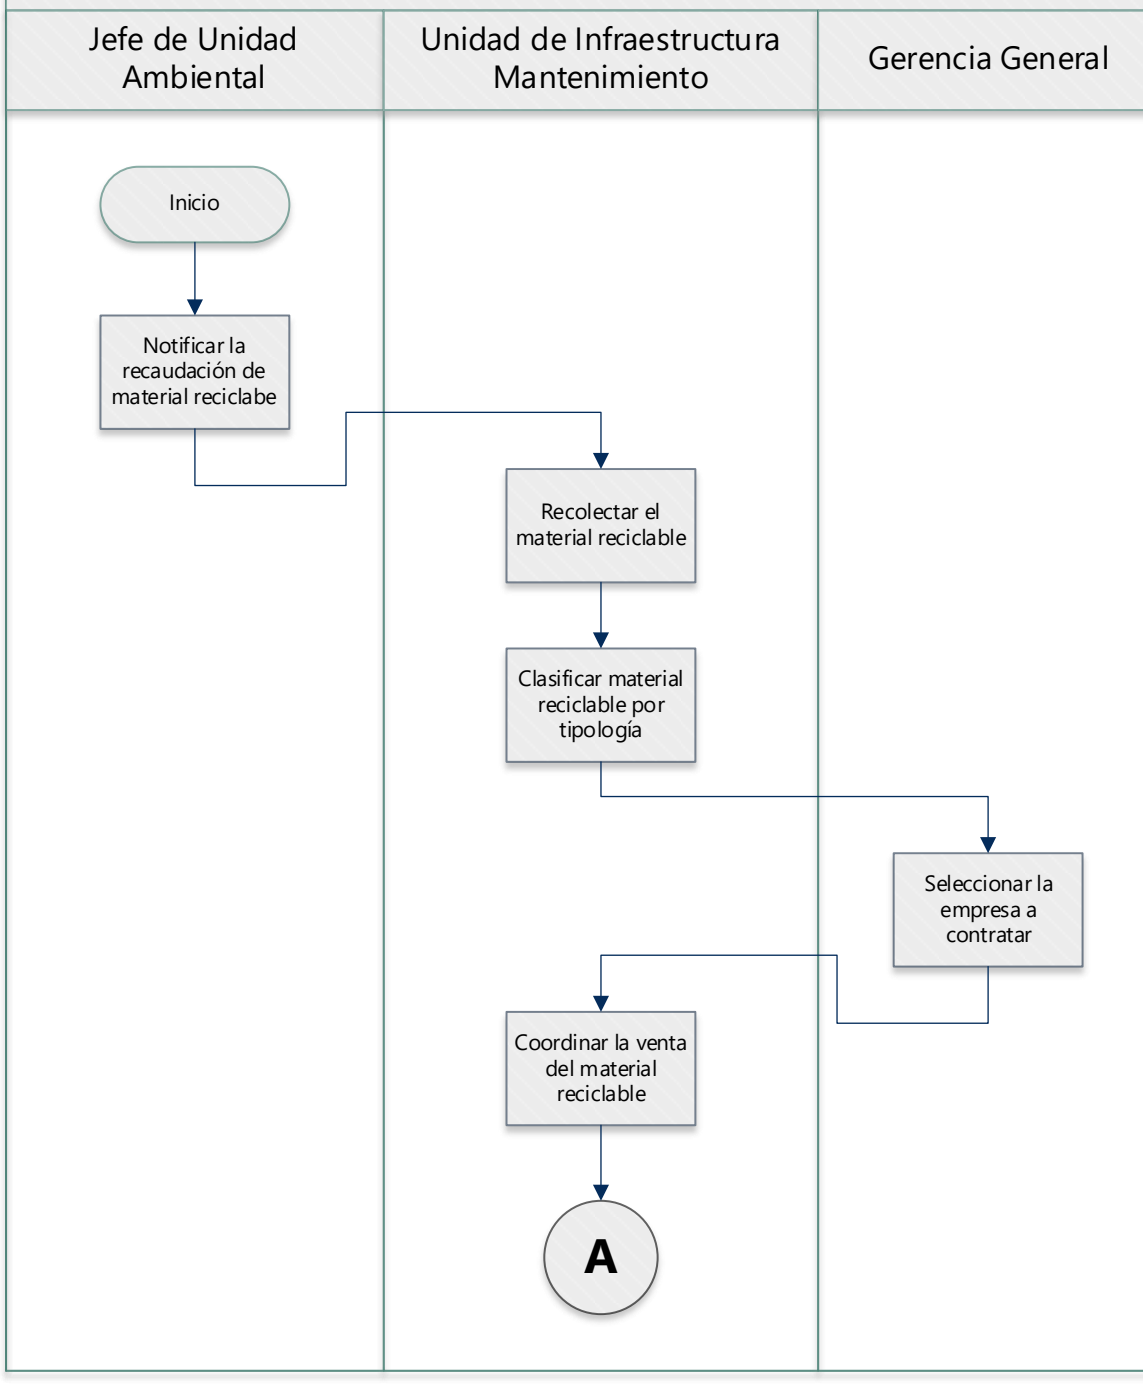 Jefe de Unidad
Ambiental
Unidad de Infraestructura
Mantenimiento
Gerencia General
Inicio
Notificar la
recaudación de
material reciclabe
Recolectar el
material reciclable
Clasificar material
reciclable por
tipología
Seleccionar la
empresa a
contratar
Coordinar la venta
del material
reciclable
A